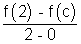 f(2) - f(c)
2 - 0